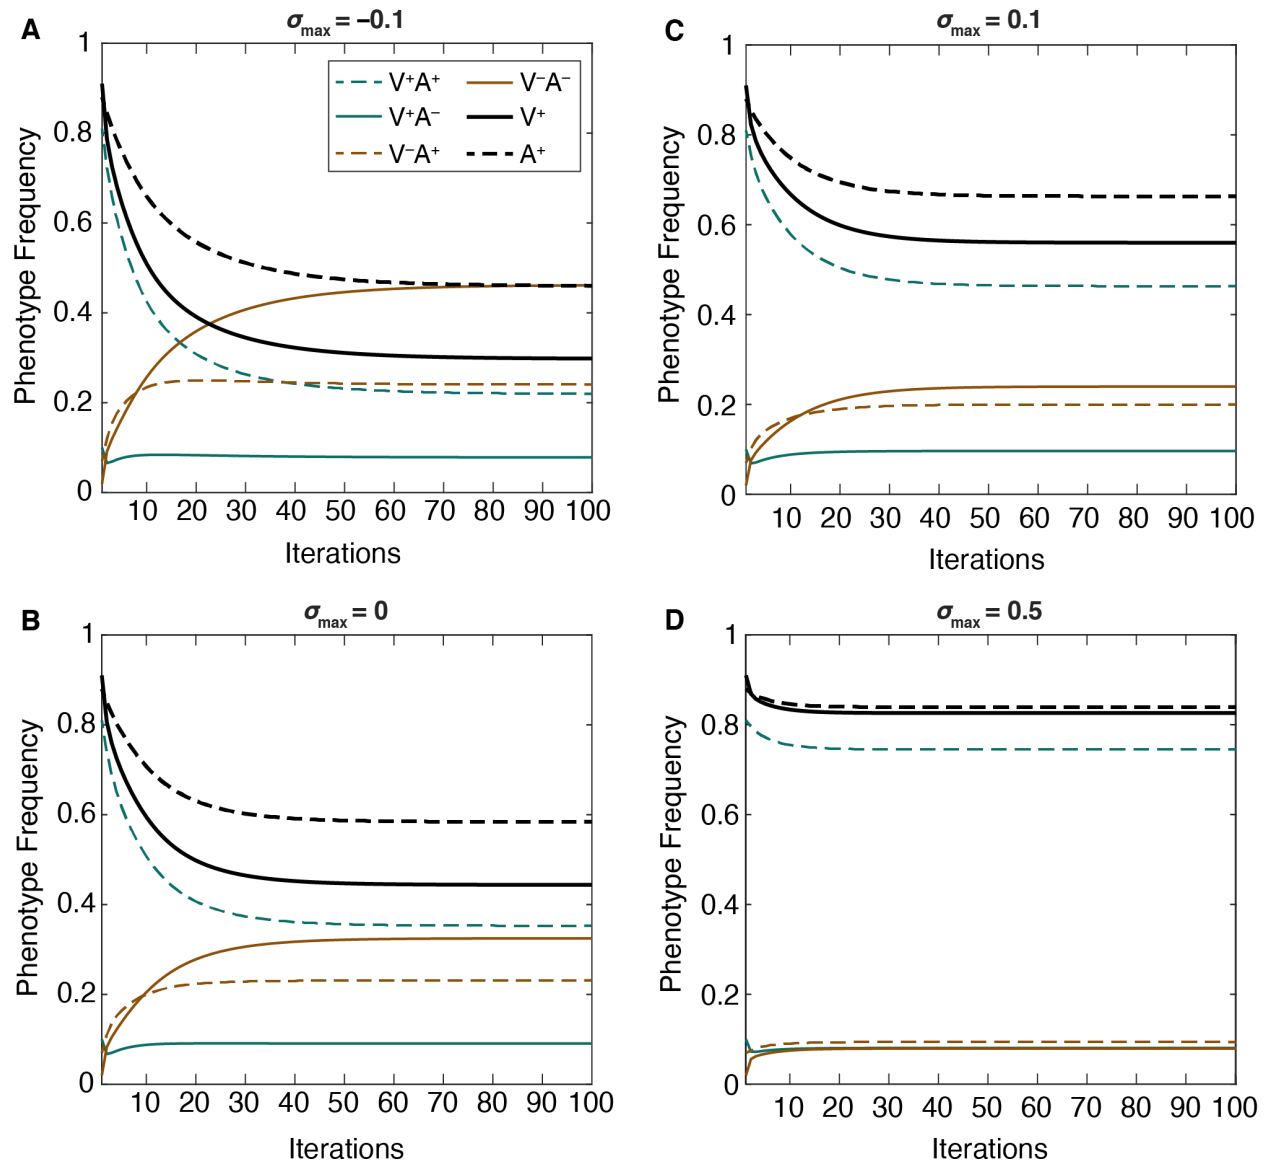 A
σmax = –0.1
1
0.8
0.6
0.4
0.2
0
Phenotype Frequency
V⁺A⁺
V⁻A⁻
V⁺A⁻
V⁺
V⁻A⁺
A⁺
10 20 30 40 50 60 70 80 90 100
Iterations
C
σmax = 0.1
1
0.8
0.6
0.4
0.2
0
Phenotype Frequency
10 20 30 40 50 60 70 80 90 100
Iterations
B
σmax = 0
1
0.8
0.6
0.4
0.2
0
Phenotype Frequency
10 20 30 40 50 60 70 80 90 100
Iterations
D
σmax = 0.5
1
0.8
0.6
0.4
0.2
0
Phenotype Frequency
10 20 30 40 50 60 70 80 90 100
Iterations